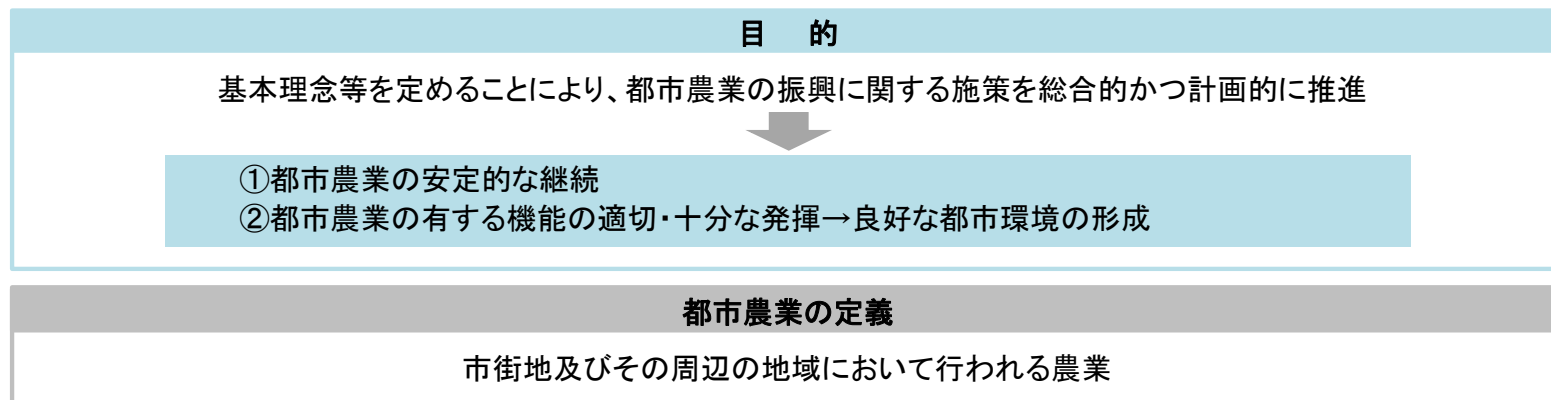 目　的
基本理念等を定めることにより、都市農業の振興に関する施策を総合的かつ計画的に推進
①都市農業の安定的な継続
②都市農業の有する機能の適切・十分な発揮→良好な都市環境の形成
都市農業の定義
市街地及びその周辺の地域において行われる農業